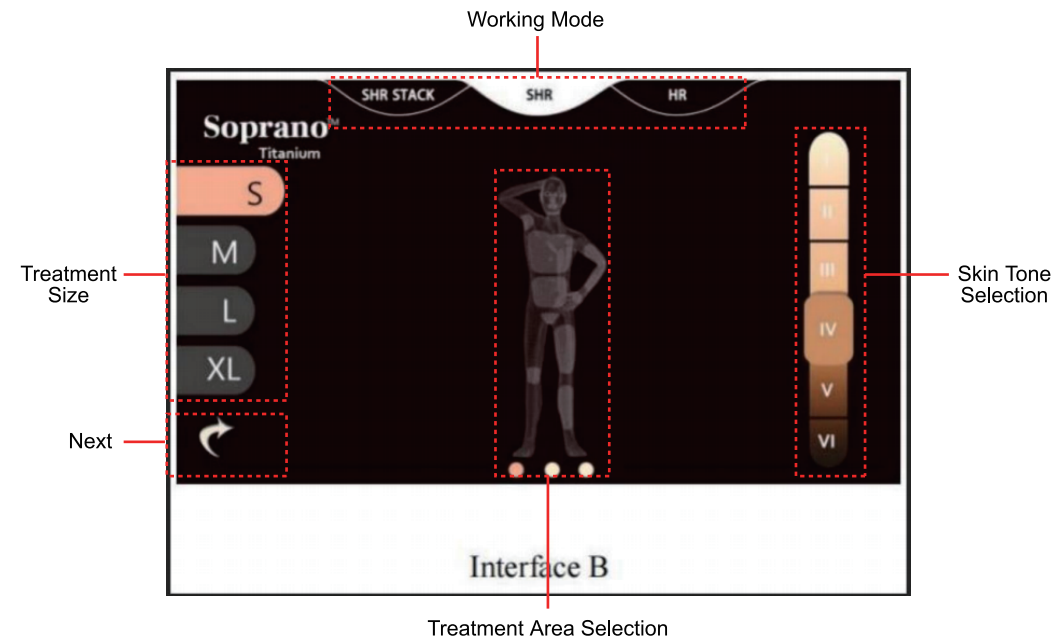 Working Mode
SHR STACK
SHR
HR
Soprano™
Titanium
S
M
L
XL
Treatment
Size
Next
I
II
III
IV
V
VI
Skin Tone
Selection
Interface B
Treatment Area Selection